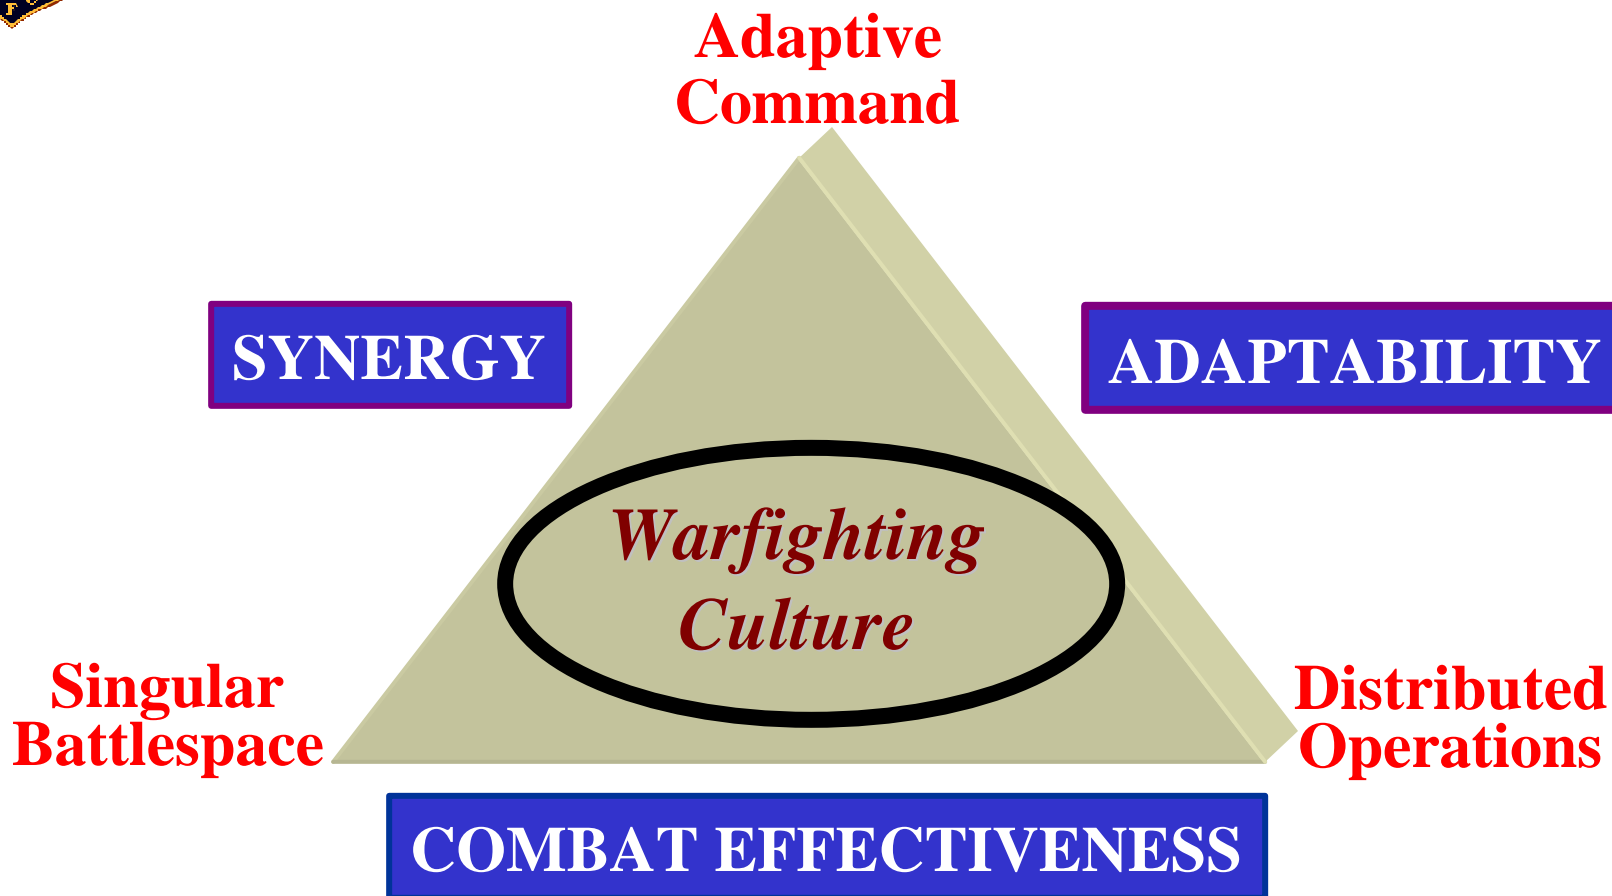 F
Adaptive
Command
SYNERGY
ADAPTABILITY
Warfighting
Culture
Singular
Battlespace
Distributed
Operations
COMBAT EFFECTIVENESS